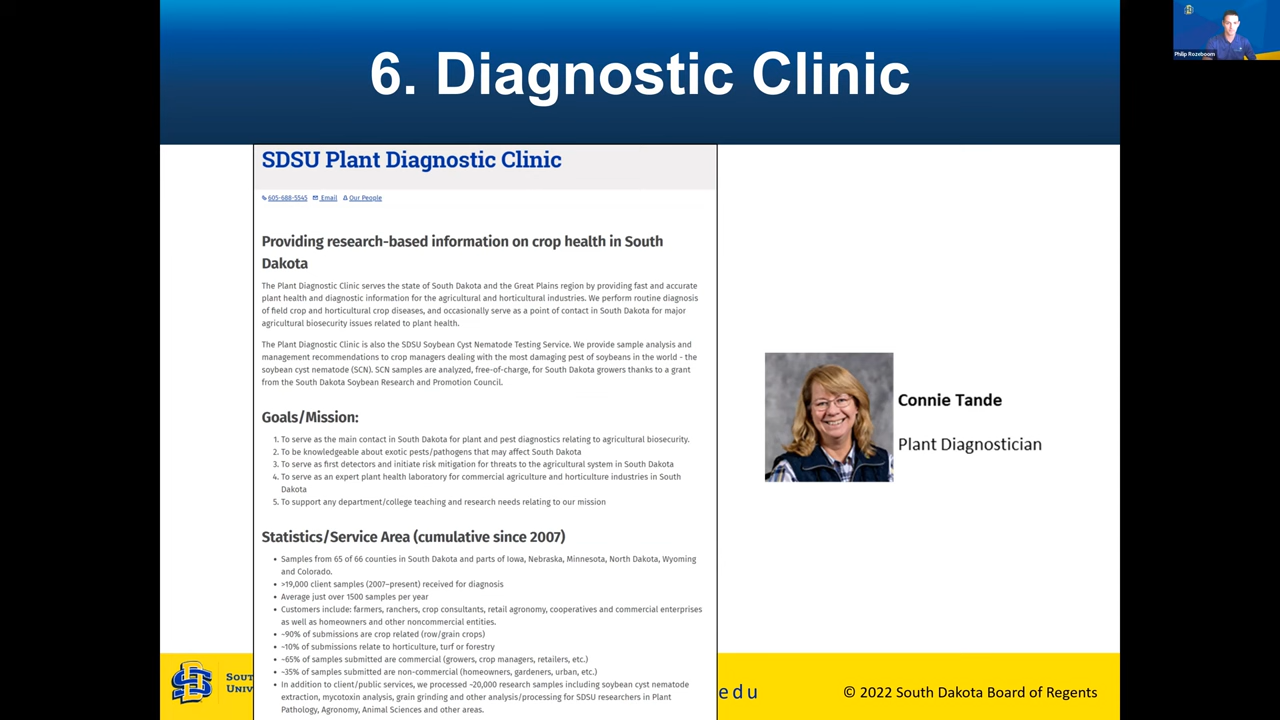 6. Diagnostic Clinic
Philip Rozeboom
SDSU Plant Diagnostic Clinic
605-688-5545 Email Our People
Providing research-based information on crop health in South
Dakota
The Plant Diagnostic Clinic serves the state of South Dakota and the Great Plains region by providing fast and accurate
plant health and diagnostic information for the agricultural and horticultural industries. We perform routine diagnosis
of field crop and horticultural crop diseases, and occasionally serve as a point of contact in South Dakota for major
agricultural biosecurity issues related to plant health.
The Plant Diagnostic Clinic is also the SDSU Soybean Cyst Nematode Testing Service. We provide sample analysis and
management recommendations to crop managers dealing with the most damaging pest of soybeans in the world - the
soybean cyst nematode (SCN). SCN samples are analyzed, free-of-charge, for South Dakota growers thanks to a grant
from the South Dakota Soybean Research and Promotion Council.
Goals/Mission:
1. To serve as the main contact in South Dakota for plant and pest diagnostics relating to agricultural biosecurity.
2. To be knowledgeable about exotic pests/pathogens that may affect South Dakota
3. To serve as first detectors and initiate risk mitigation for threats to the agricultural system in South Dakota
4. To serve as an expert plant health laboratory for commercial agriculture and horticulture industries in South
Dakota
5. To support any department/college teaching and research needs relating to our mission
Statistics/Service Area (cumulative since 2007)
• Samples from 65 of 66 counties in South Dakota and parts of Iowa, Nebraska, Minnesota, North Dakota, Wyoming
and Colorado.
• >19,000 client samples (2007–present) received for diagnosis
• Average just over 1500 samples per year
• Customers include: farmers, ranchers, crop consultants, retail agronomy, cooperatives and commercial enterprises
as well as homeowners and other noncommercial entities.
• ~90% of submissions are crop related (row/grain crops)
• ~10% of submissions relate to horticulture, turf or forestry
• ~65% of samples submitted are commercial (growers, crop managers, retailers, etc.)
• ~35% of samples submitted are non-commercial (homeowners, gardeners, urban, etc.)
• In addition to client/public services, we processed ~20,000 research samples including soybean cyst nematode
extraction, mycotoxin analysis, grain grinding and other analysis/processing for SDSU researchers in Plant
Pathology, Agronomy, Animal Sciences and other areas.
Connie Tande
Plant Diagnostician
SOUT
UNIV
edu
© 2022 South Dakota Board of Regents